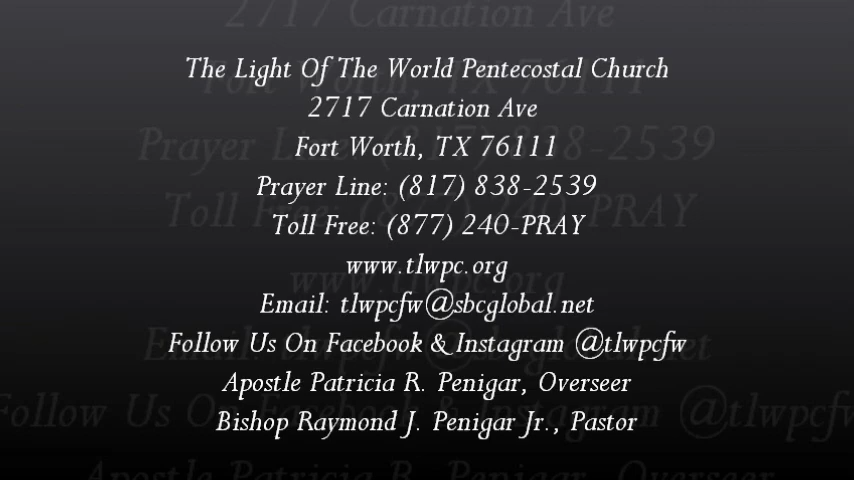 The Light Of The World Pentecostal Church
2717 Carnation Ave
Fort Worth, TX 76111
Prayer Line: (817) 838-2539
Toll Free: (877) 240-PRAY
www.tlwpc.org
Email: tlwpcfw@sbcglobal.net
Follow Us On Facebook & Instagram @tlwpcfw
Apostle Patricia R. Penigar, Overseer
Bishop Raymond J. Penigar Jr., Pastor